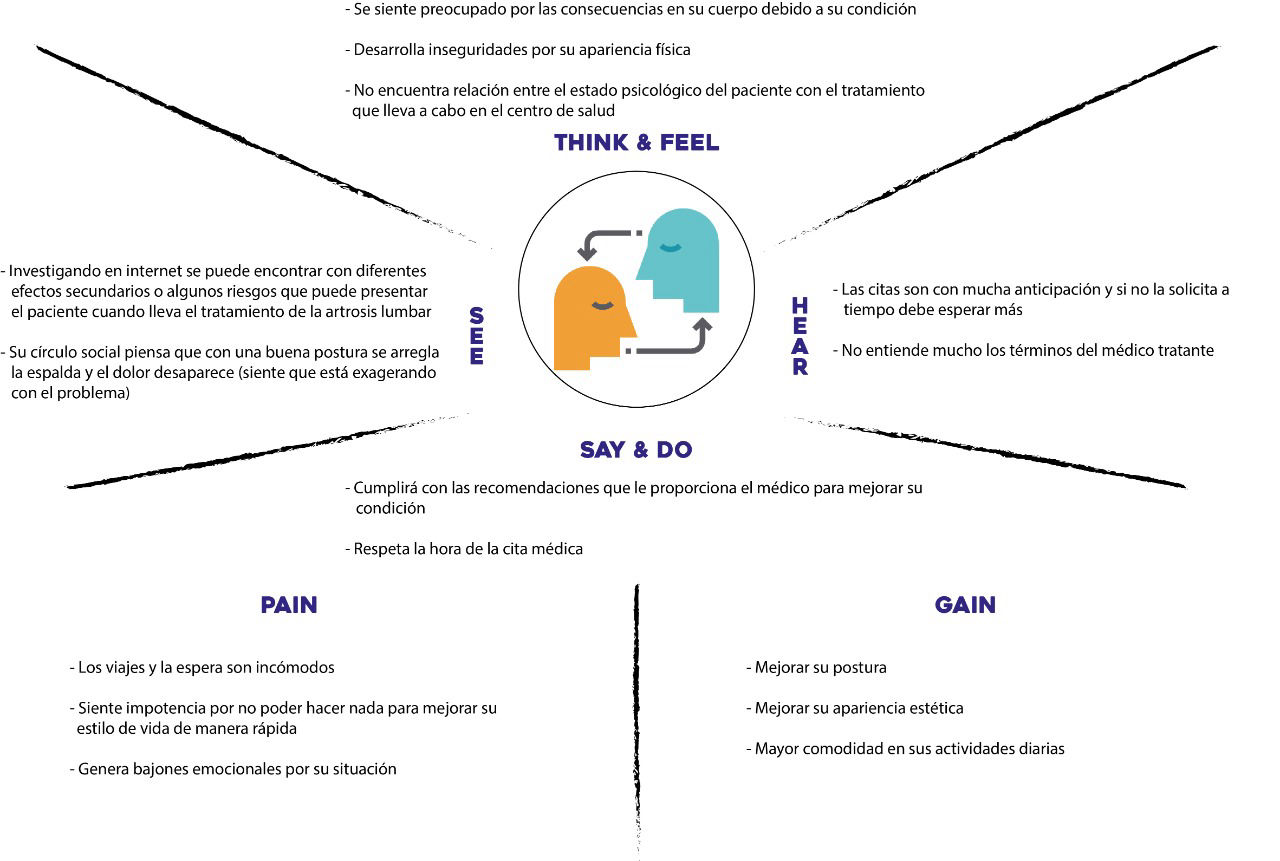 - Se siente preocupado por las consecuencias en su cuerpo debido a su condición
- Desarrolla inseguridades por su apariencia física
- No encuentra relación entre el estado psicológico del paciente con el tratamiento
que lleva a cabo en el centro de salud
THINK & FEEL
- Investigando en internet se puede encontrar con diferentes
efectos secundarios o algunos riesgos que puede presentar
el paciente cuando lleva el tratamiento de la artrosis lumbar
- Su círculo social piensa que con una buena postura se arregla
la espalda y el dolor desaparece (siente que está exagerando
con el problema)
SEE
HEAR
- Las citas son con mucha anticipación y si no la solicita a
tiempo debe esperar más
- No entiende mucho los términos del médico tratante
SAY & DO
- Cumplirá con las recomendaciones que le proporciona el médico para mejorar su
condición
- Respeta la hora de la cita médica
PAIN
- Los viajes y la espera son incómodos
- Siente impotencia por no poder hacer nada para mejorar su
estilo de vida de manera rápida
- Genera bajones emocionales por su situación
GAIN
- Mejorar su postura
- Mejorar su apariencia estética
- Mayor comodidad en sus actividades diarias